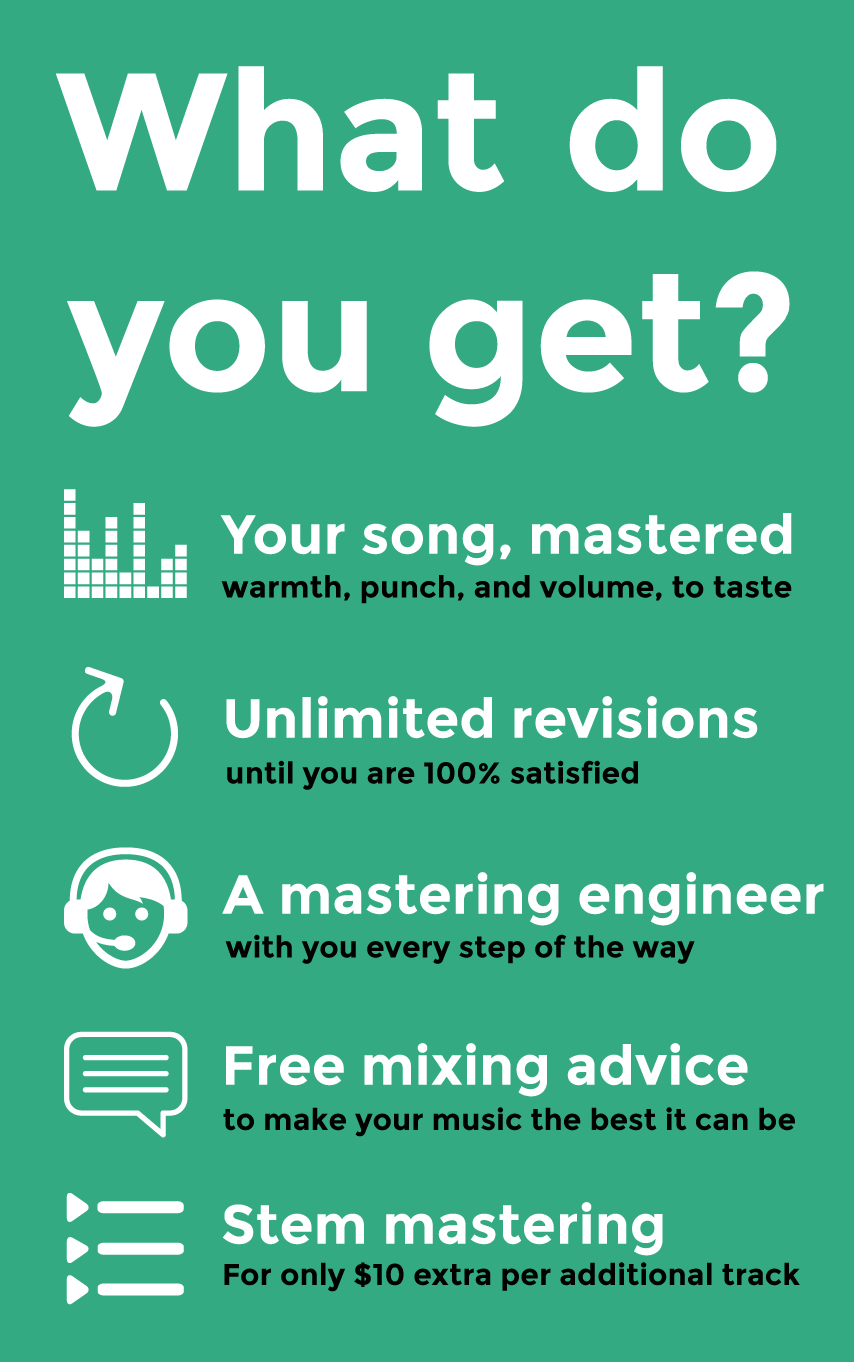 What do
you get?
Your song, mastered
warmth, punch, and volume, to taste
Unlimited revisions
until you are 100% satisfied
A mastering engineer
with you every step of the way
Free mixing advice
to make your music the best it can be
Stem mastering
For only $10 extra per additional track